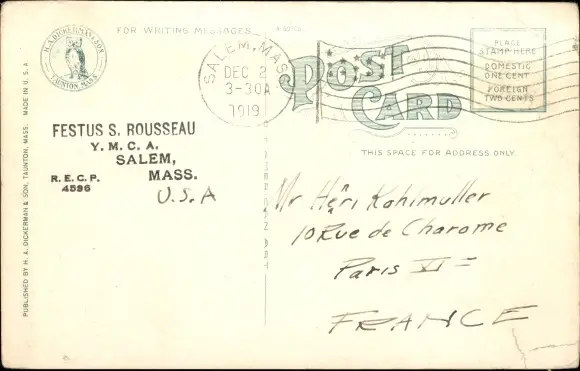 FOR WRITING MESSAGES
H. A. DICKERMAN & SON
TAUNTON, MASS.
SALEM, MAS
DEC 2
3-30A
1919
POST CARD
PLACE
STAMP HERE
DOMESTIC
ONE CENT
FOREIGN
TWO CENTS
THIS SPACE FOR ADDRESS ONLY
FESTUS S. ROUSSEAU
Y. M. C. A.
SALEM,
R. E. C. P. MASS.
4596
U.S.A
Mr Henri Kahlmuller
10 Rue de Charome
Paris XI
FRANCE
PUBLISHED BY H. A. DICKERMAN & SON, TAUNTON, MASS. MADE IN U. S. A.